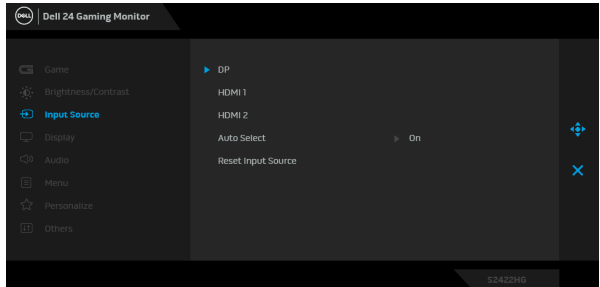 DELL
Dell 24 Gaming Monitor
Game
Brightness/Contrast
Input Source
Display
Audio
Menu
Personalize
Others
DP
HDMI 1
HDMI 2
Auto Select On
Reset Input Source
S2422HG